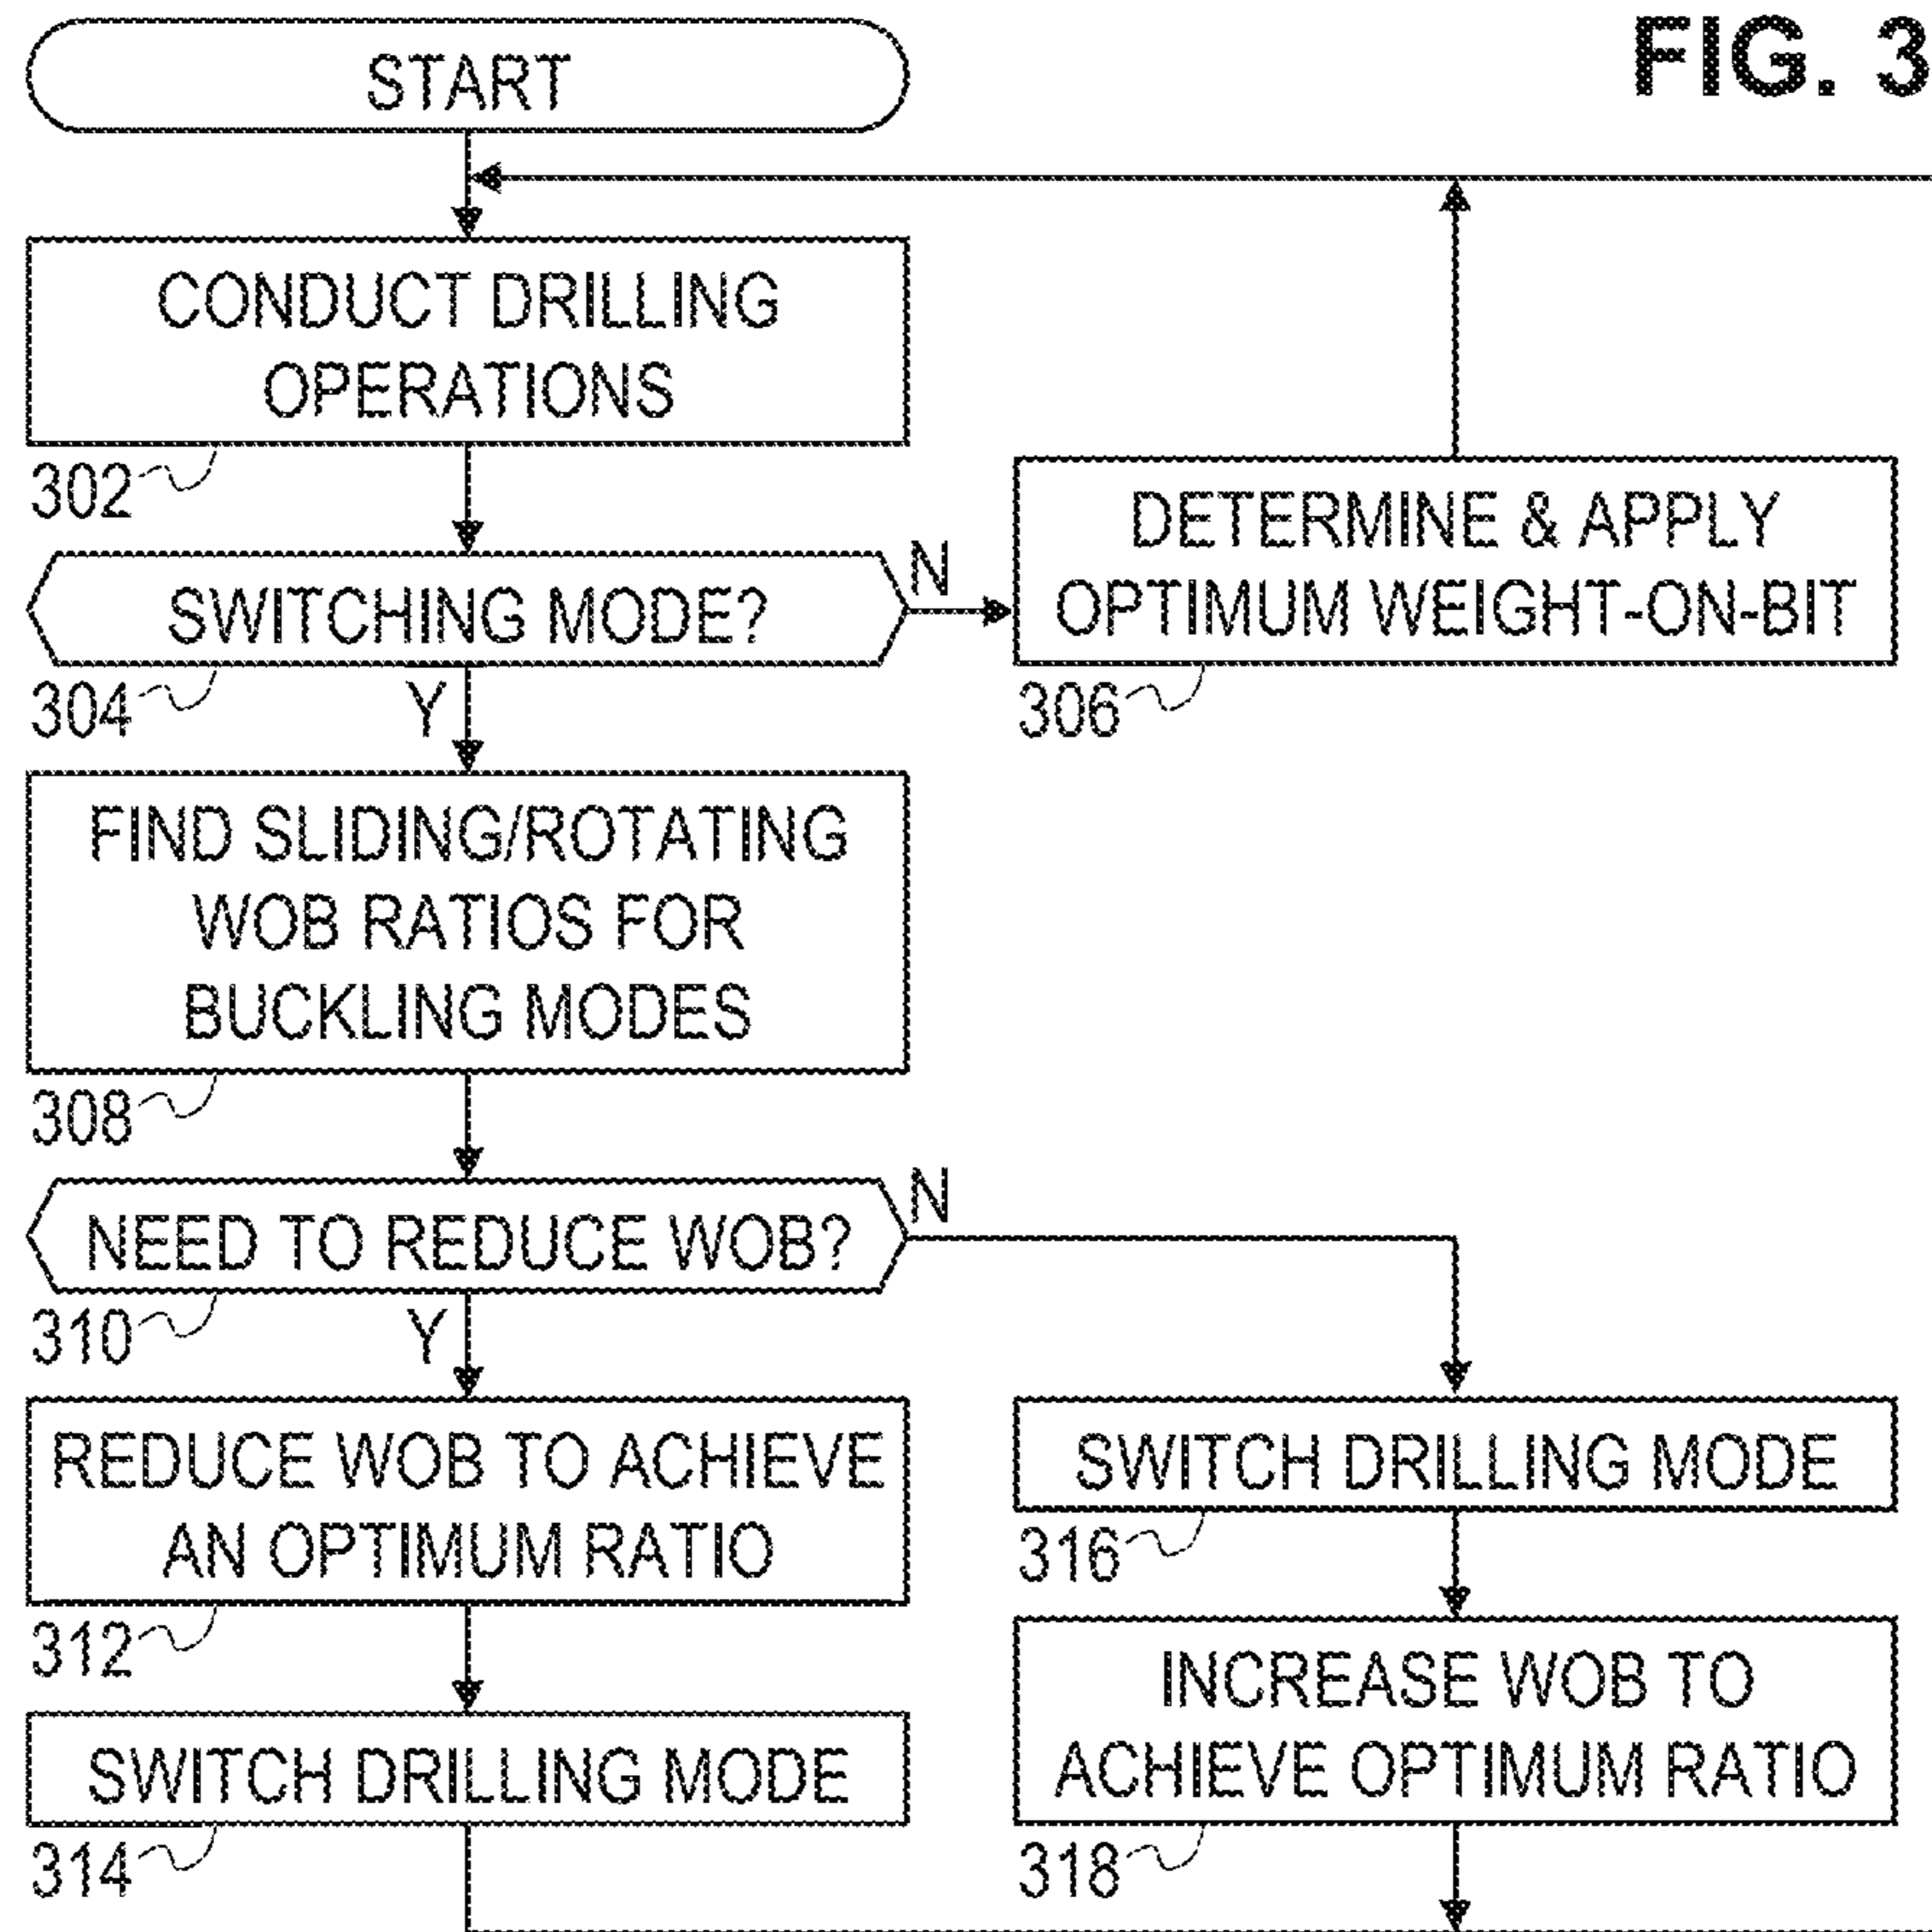 FIG. 3
START
CONDUCT DRILLING
OPERATIONS
302
SWITCHING MODE?
N
304
Y
DETERMINE & APPLY
OPTIMUM WEIGHT-ON-BIT
306
FIND SLIDING/ROTATING
WOB RATIOS FOR
BUCKLING MODES
308
NEED TO REDUCE WOB?
N
310
Y
REDUCE WOB TO ACHIEVE
AN OPTIMUM RATIO
312
SWITCH DRILLING MODE
314
SWITCH DRILLING MODE
316
INCREASE WOB TO
ACHIEVE OPTIMUM RATIO
318